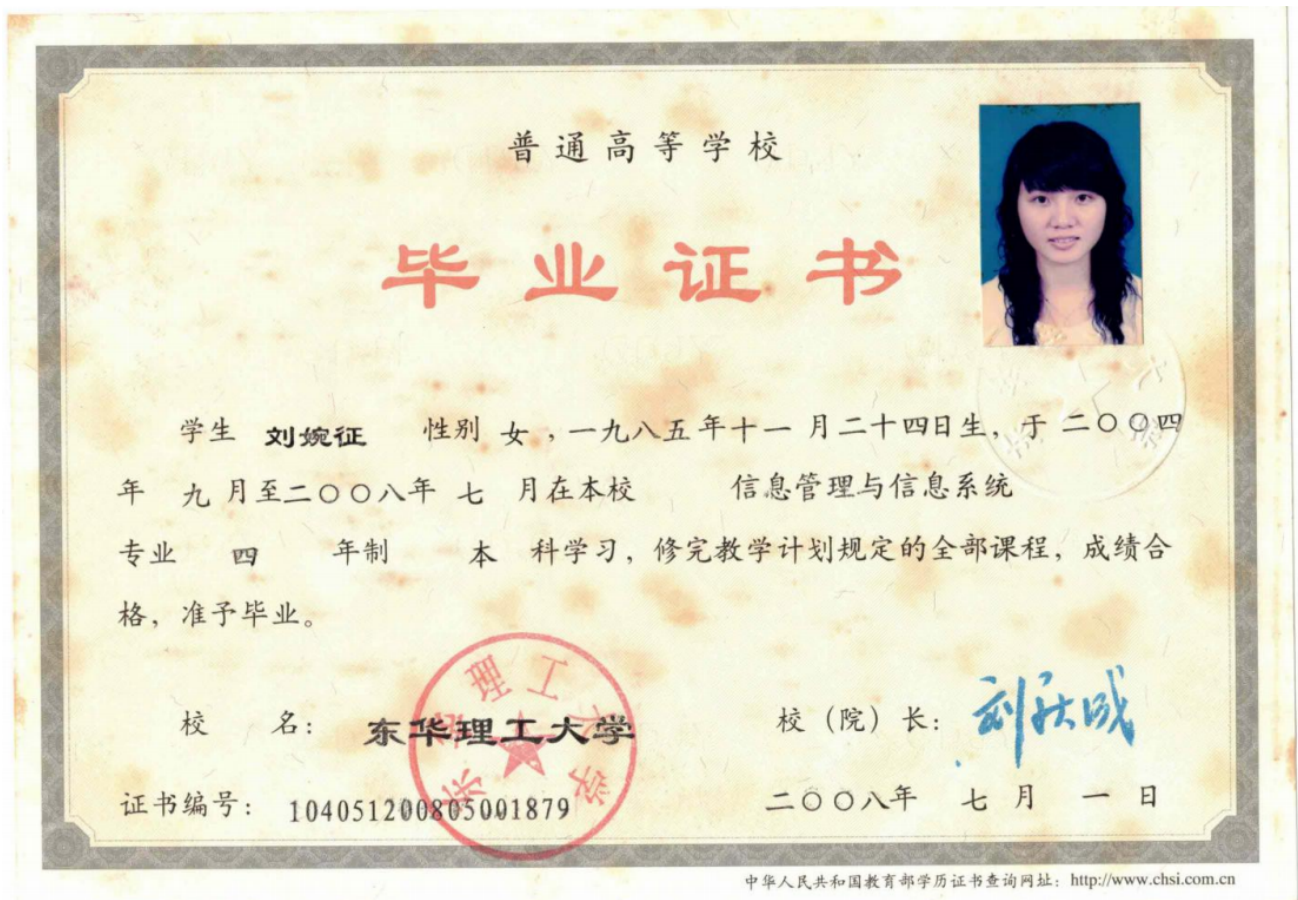 普通高等学校
毕业证书
学生 刘婉征 性别 女，一九八五年十一月二十四日生，于二〇〇四
年 九 月至二〇〇八年 七 月在本校 信息管理与信息系统
专业 四 年制 本 科学习，修完教学计划规定的全部课程，成绩合
格，准予毕业。
校 名： 东华理工大学
东华理工大学
校（院）长：
证书编号： 104051200805001879
二〇〇八年 七 月 一 日
中华人民共和国教育部学历证书查询网址：http://www.chsi.com.cn